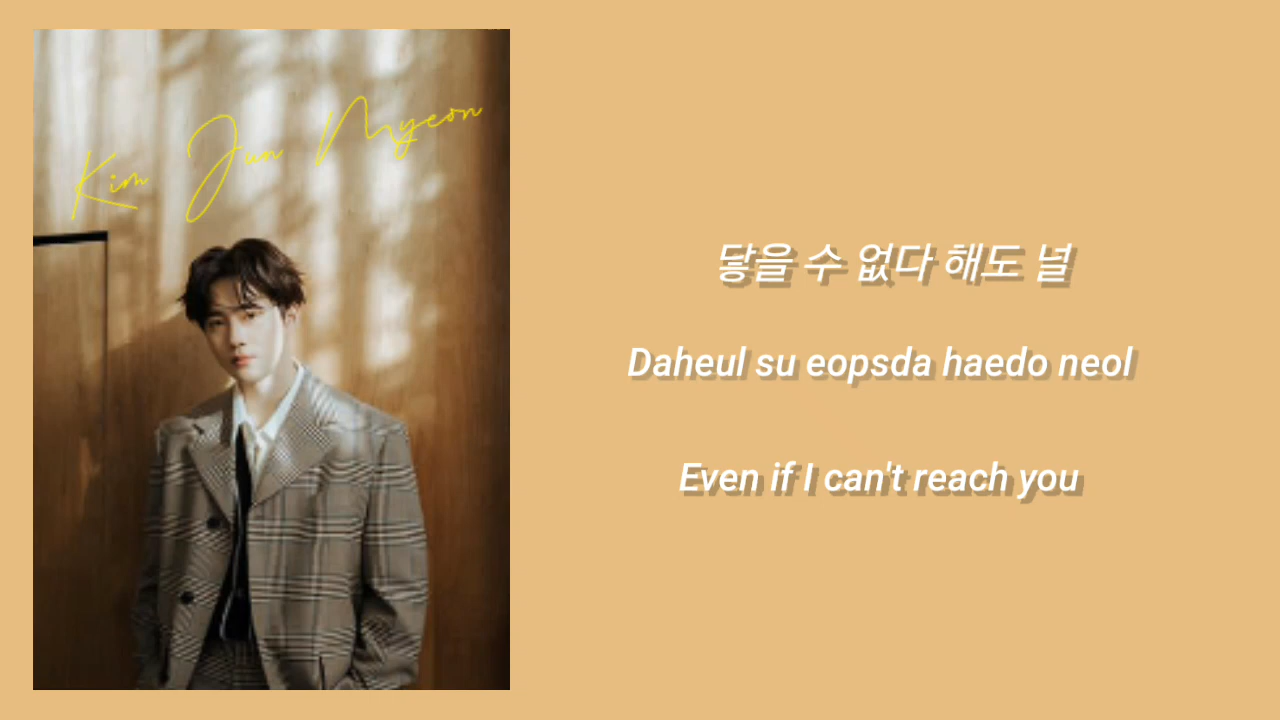 Kim Jun Myeon
닿을 수 없다 해도 널
Daheul su eopsda haedo neol
Even if I can't reach you